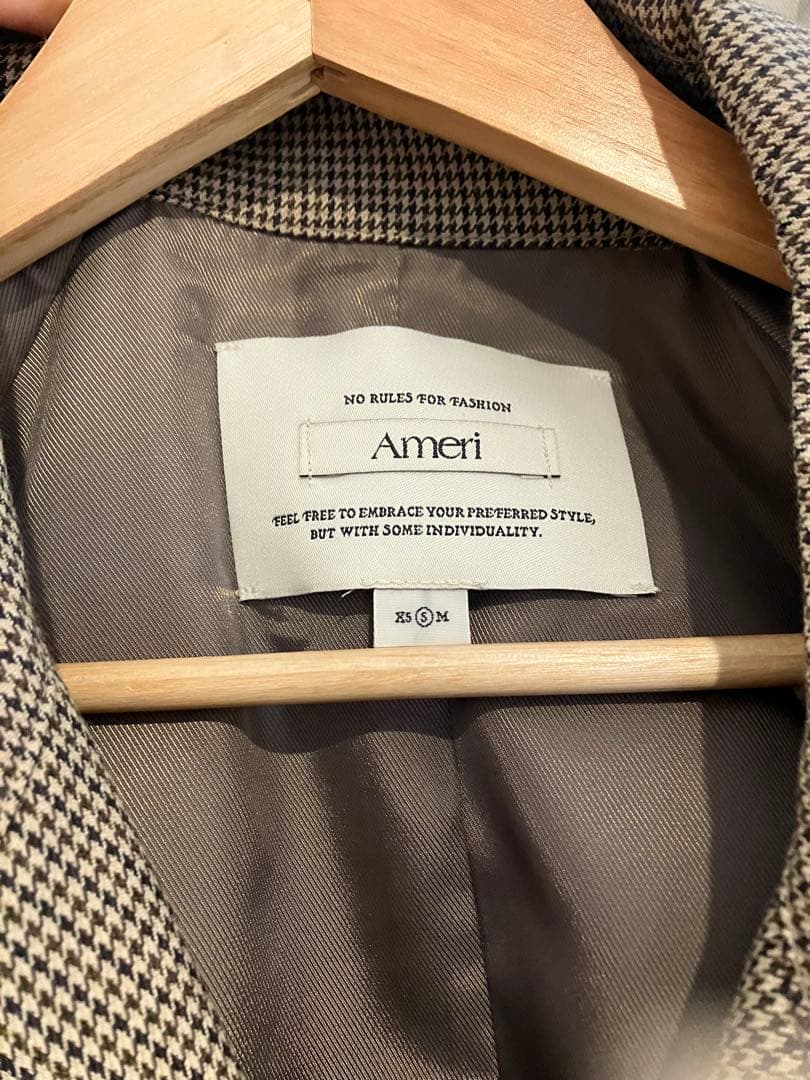 NO RULES FOR FASHION
Ameri
FEEL FREE TO EMBRACE YOUR PREFERRED STYLE,
BUT WITH SOME INDIVIDUALITY.
XS S M